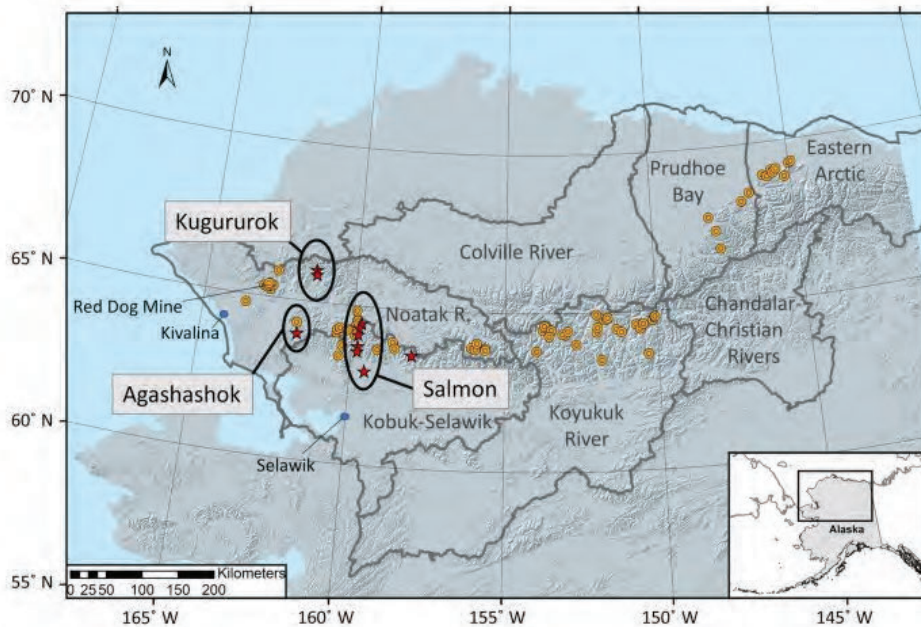 N
70° N
65° N
60° N
55° N
Prudhoe
Bay
Eastern
Arctic
Kugururok
Colville River
Red Dog Mine
Kivalina
Noatak R.
Chandalar
Christian
Rivers
Agashashok
Salmon
Kobuk-Selawik
Koyukuk
River
Selawik
Alaska
Kilometers
0 25 50 100 150 200
165° W
160° W
155° W
150° W
145° W